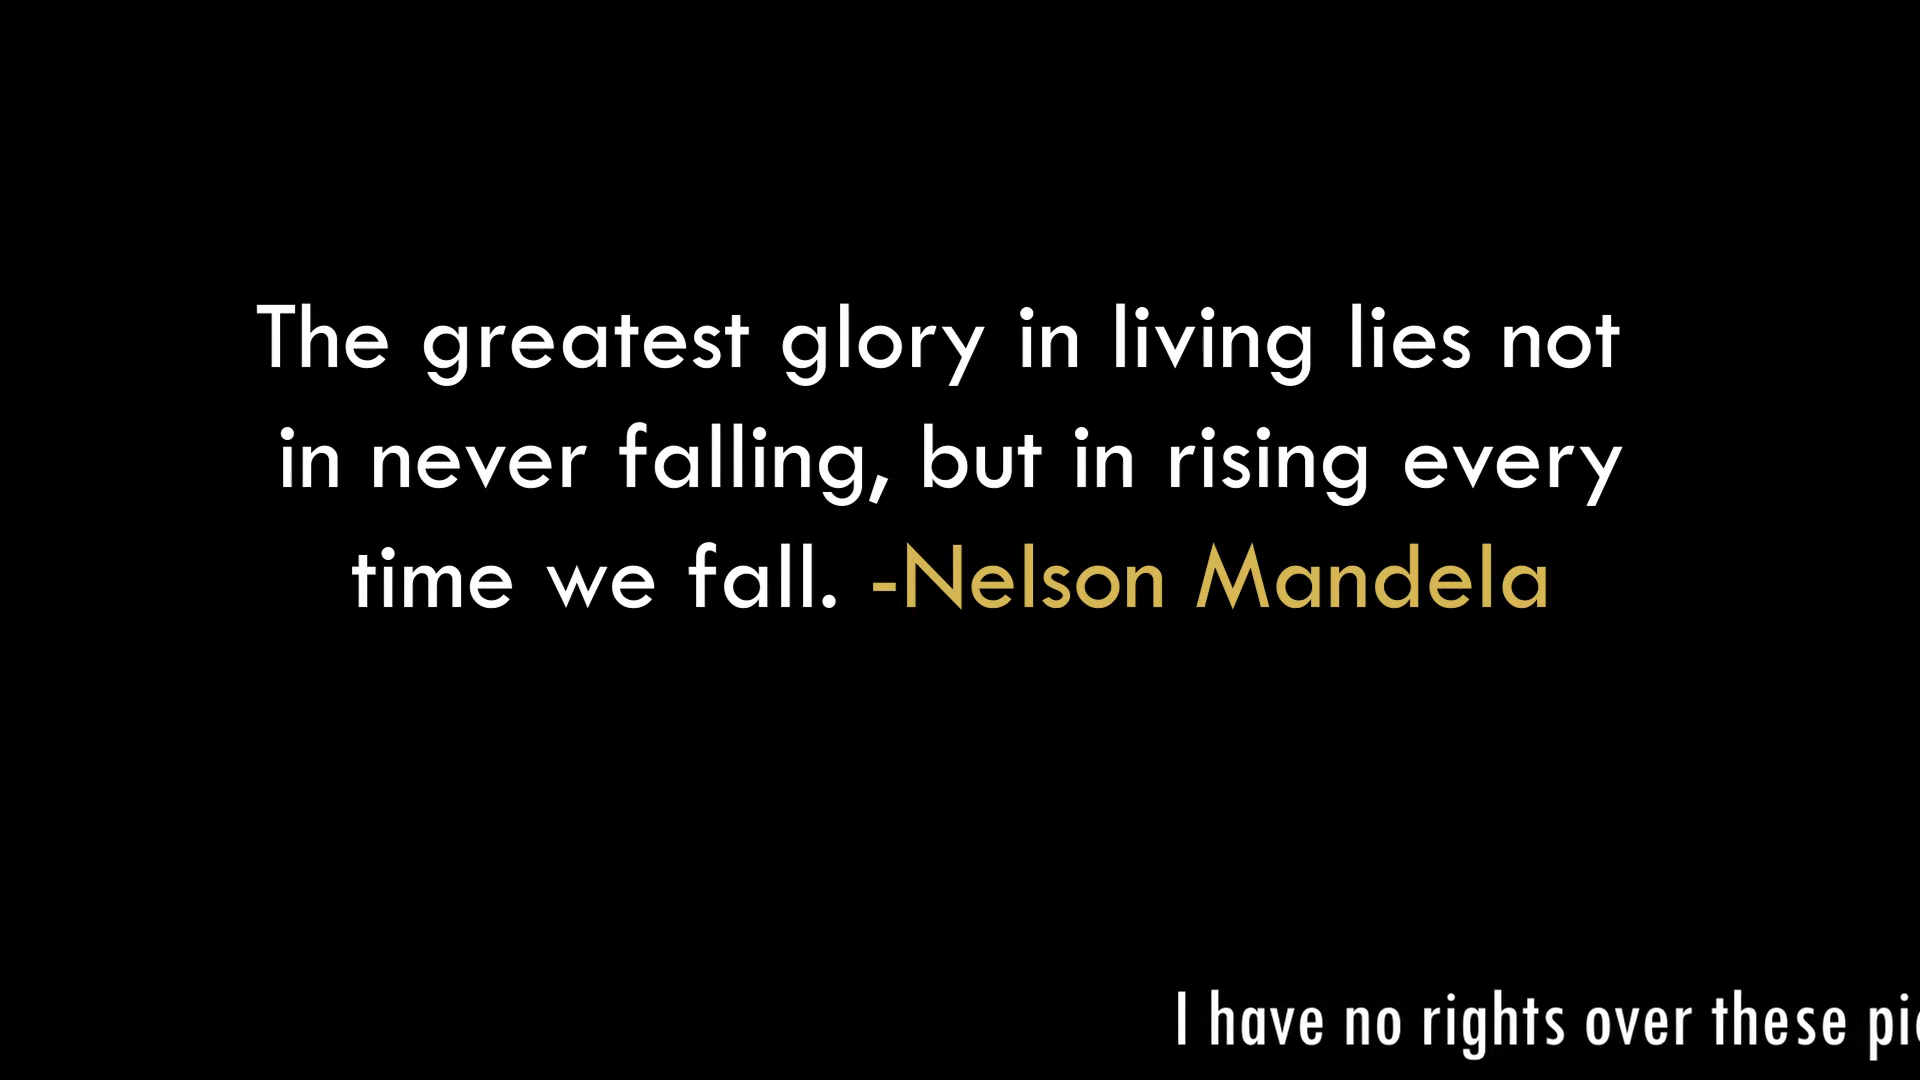 The greatest glory in living lies not
in never falling, but in rising every
time we fall. -Nelson Mandela
I have no rights over these